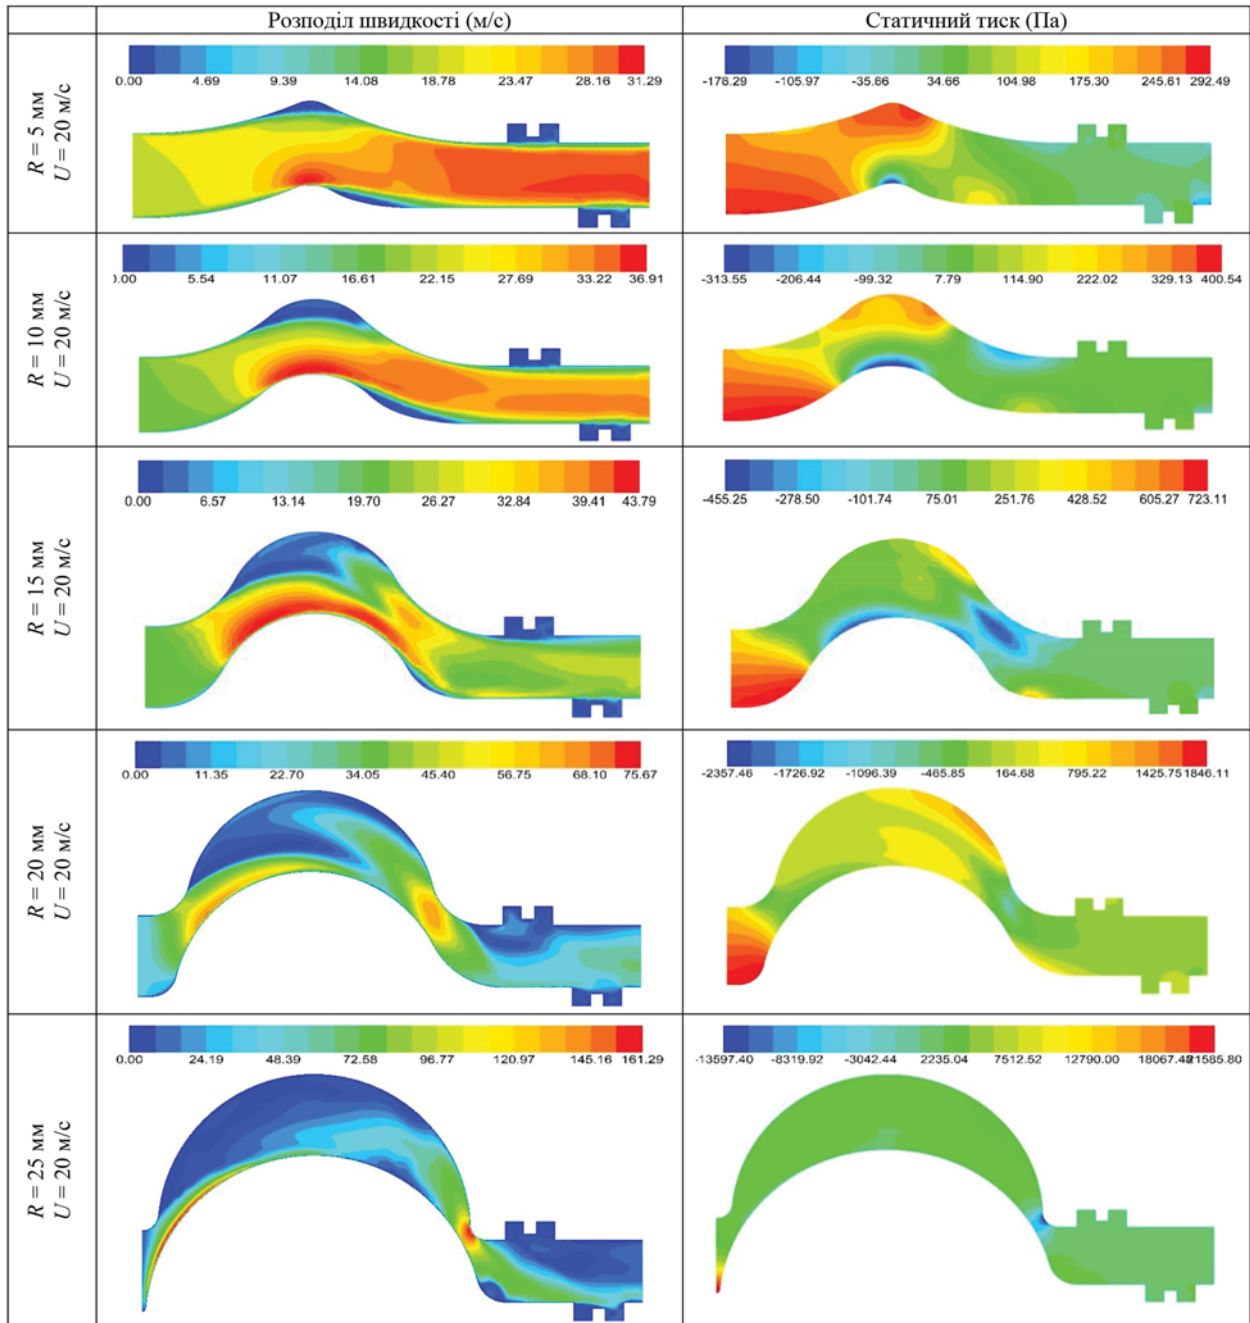 Розподіл швидкості (м/с)
Статичний тиск (Па)
R = 5 мм
U = 20 м/с
0.00 4.69 9.39 14.08 18.78 23.47 28.16 31.29
-178.29 -105.97 -35.66 34.66 104.98 175.30 245.61 292.49
R = 10 мм
U = 20 м/с
).00 5.54 11.07 16.61 22.15 27.69 33.22 36.91
-313.55 -206.44 -99.32 7.79 114.90 222.02 329.13 400.54
R = 15 мм
U = 20 м/с
0.00 6.57 13.14 19.70 26.27 32.84 39.41 43.79
-455.25 -278.50 -101.74 75.01 251.76 428.52 605.27 723.11
R = 20 мм
U = 20 м/с
0.00 11.35 22.70 34.05 45.40 56.75 68.10 75.67
-2357.46 -1726.92 -1096.39 -465.85 164.68 795.22 1425.75 1846.11
R = 25 мм
U = 20 м/с
0.00 24.19 48.39 72.58 96.77 120.97 145.16 161.29
-13597.40 -8319.92 -3042.44 2235.04 7512.52 12790.00 18067.48 21585.80